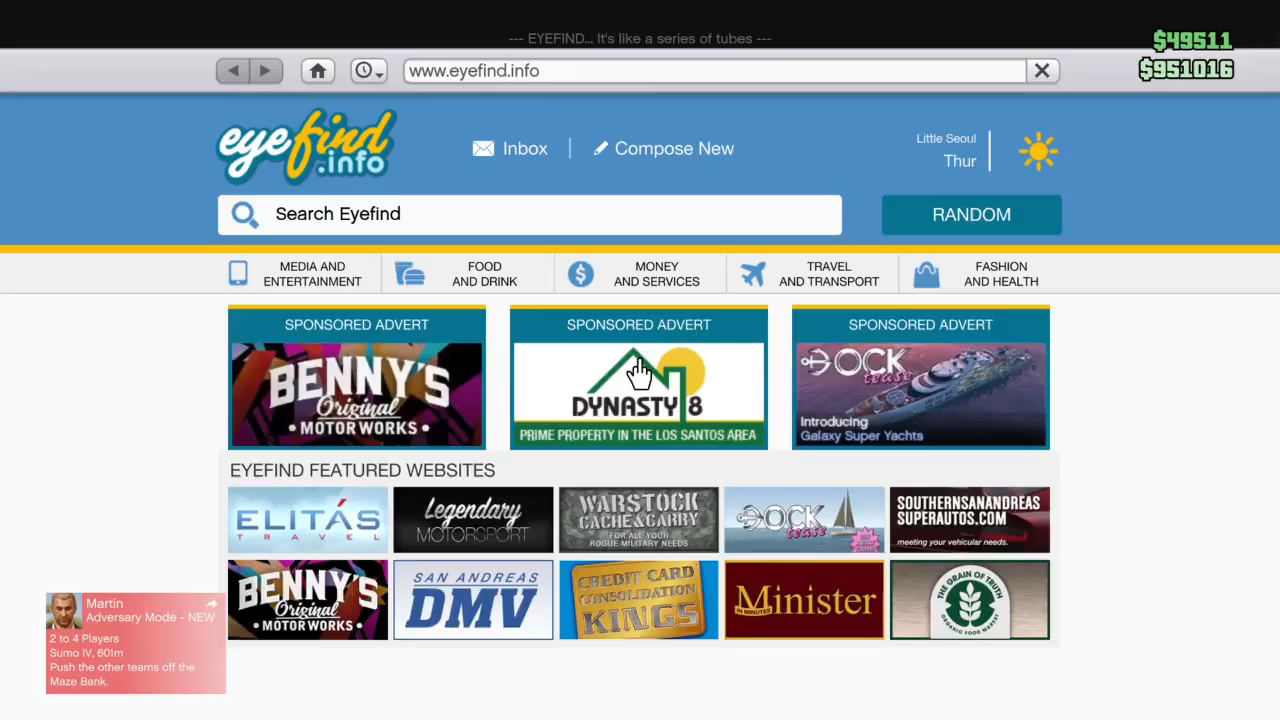 --- EYEFIND... It's like a series of tubes ---
$49511
$951016
www.eyefind.info
eyefind
.info
Inbox
Compose New
Little Seoul
Thur
Search Eyefind
RANDOM
MEDIA AND
ENTERTAINMENT
FOOD
AND DRINK
MONEY
AND SERVICES
TRAVEL
AND TRANSPORT
FASHION
AND HEALTH
SPONSORED ADVERT
BENNY'S
Original
• MOTOR WORKS •
SPONSORED ADVERT
DYNASTY 8
PRIME PROPERTY IN THE LOS SANTOS AREA
SPONSORED ADVERT
DOCK
tease
Introducing
Galaxy Super Yachts
EYEFIND FEATURED WEBSITES
ELITÁS
TRAVEL
Legendary
MOTORSPORT
WARSTOCK
CACHE&CARRY
FOR ALL YOUR
ROGUE MILITARY NEEDS
DOCK
tease
SOUTHERNSANANDREAS
SUPERAUTOS.COM
meeting your vehicular needs.
BENNY'S
Original
• MOTOR WORKS •
SAN ANDREAS
DMV
CREDIT CARD
CONSOLIDATION
KINGS
IN MINUTES
Minister
THE GRAIN OF TRUTH
ORGANIC FOOD MARKET
Martin
Adversary Mode - NEW
2 to 4 Players
Sumo IV, 601m
Push the other teams off the
Maze Bank.